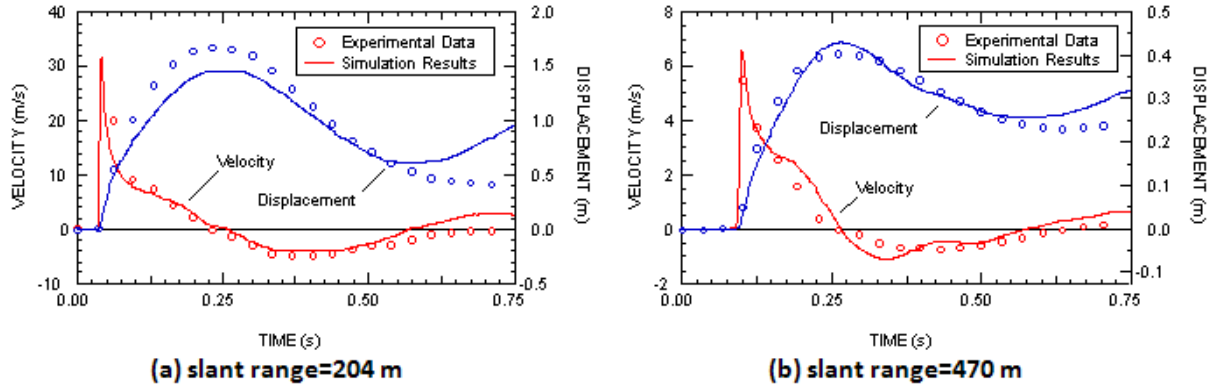 VELOCITY (m/s)
40
30
20
10
0
-10
Experimental Data
Simulation Results
Velocity
Displacement
2.0
1.5
1.0
0.5
0.0
-0.5
DISPLACEMENT (m)
0.00
0.25
0.50
0.75
TIME (s)
(a) slant range=204 m
VELOCITY (m/s)
8
6
4
2
0
-2
Experimental Data
Simulation Results
Displacement
Velocity
0.5
0.4
0.3
0.2
0.1
0.0
-0.1
DISPLACEMENT (m)
0.00
0.25
0.50
0.75
TIME (s)
(b) slant range=470 m